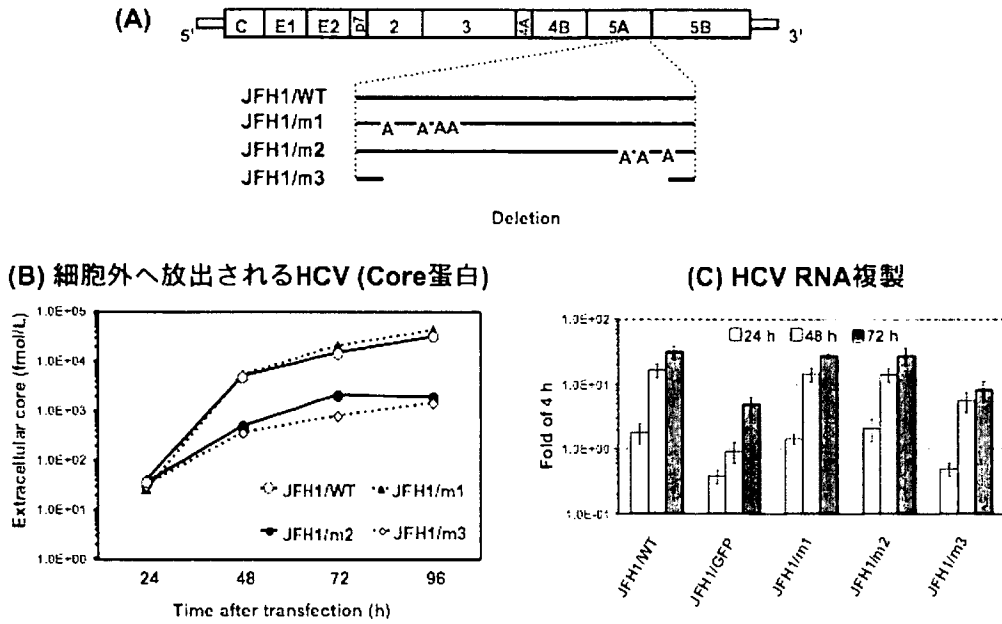 (A)
5' C E1 E2 p7 2 3 4A 4B 5A 5B 3'
JFH1/WT
JFH1/m1 A A AA
JFH1/m2 A A A
JFH1/m3
Deletion
(B) 細胞外へ放出されるHCV (Core蛋白)
Extracellular core (fmol/L)
1.0E+05
1.0E+04
1.0E+03
1.0E+02
1.0E+01
1.0E+00
JFH1/WT JFH1/m1
JFH1/m2 JFH1/m3
24 48 72 96
Time after transfection (h)
(C) HCV RNA複製
Fold of 4 h
1.0E+02
1.0E+01
1.0E+00
1.0E-01
24 h 48 h 72 h
JFH1/WT
JFH1/GFP
JFH1/m1
JFH1/m2
JFH1/m3